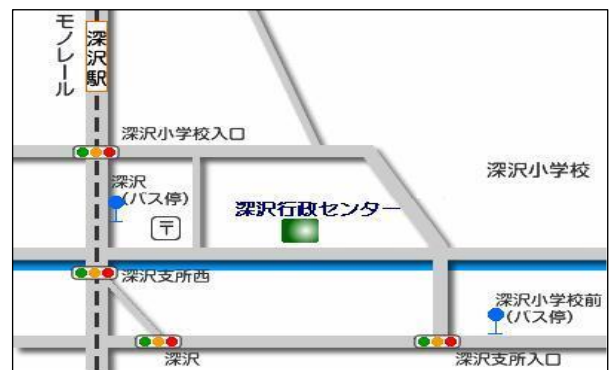 モノレール
深沢駅
深沢小学校入口
深沢小学校
深沢
(バス停)
〒
深沢行政センター
深沢支所西
深沢小学校前
(バス停)
深沢
深沢支所入口